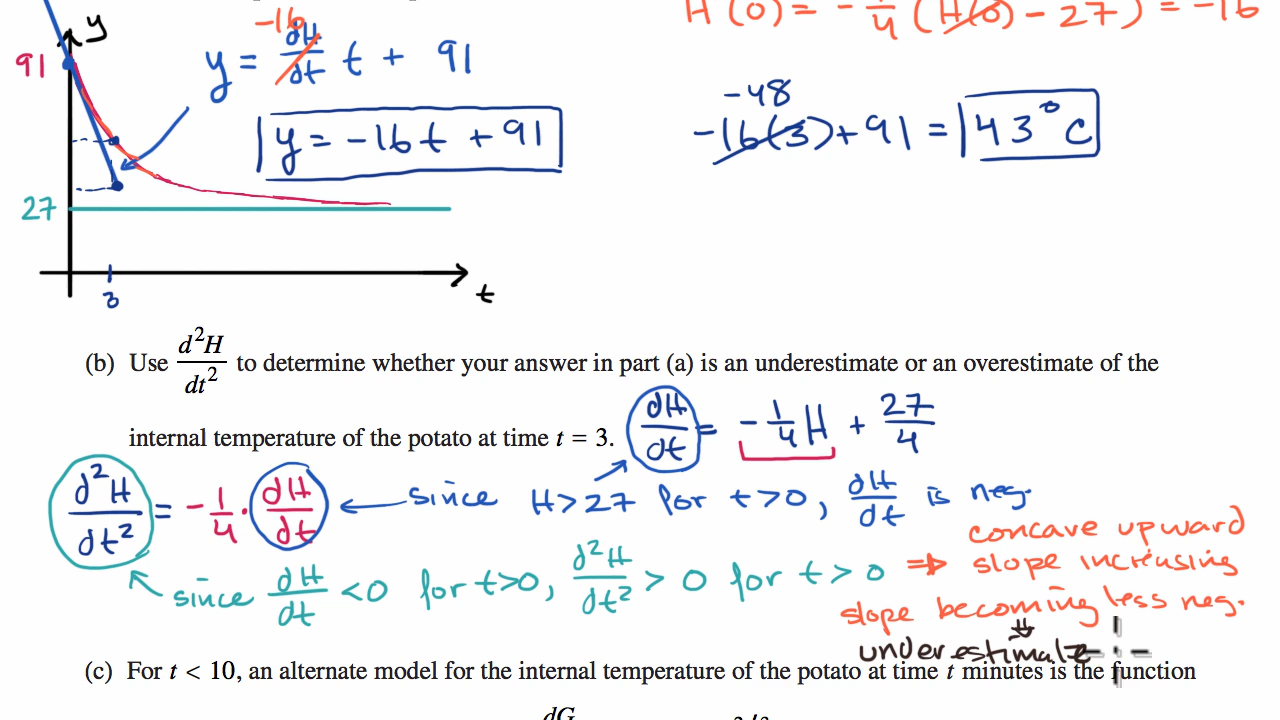 H'(0) = -1/4 (H(0) - 27) = -16
y
91
-16
y = dH/dt t + 91
y = -16t + 91
-48
-16(3) + 91 = 43° C
27
3
t
(b) Use d²H/dt² to determine whether your answer in part (a) is an underestimate or an overestimate of the
internal temperature of the potato at time t = 3.
dH/dt = -1/4 H + 27/4
d²H/dt² = -1/4 · dH/dt ← since H > 27 for t > 0, dH/dt is neg.
concave upward
since dH/dt < 0 for t > 0, d²H/dt² > 0 for t > 0 ⇒ slope increasing
slope becoming less neg.
⇓
underestimate
(c) For t < 10, an alternate model for the internal temperature of the potato at time t minutes is the function
dG